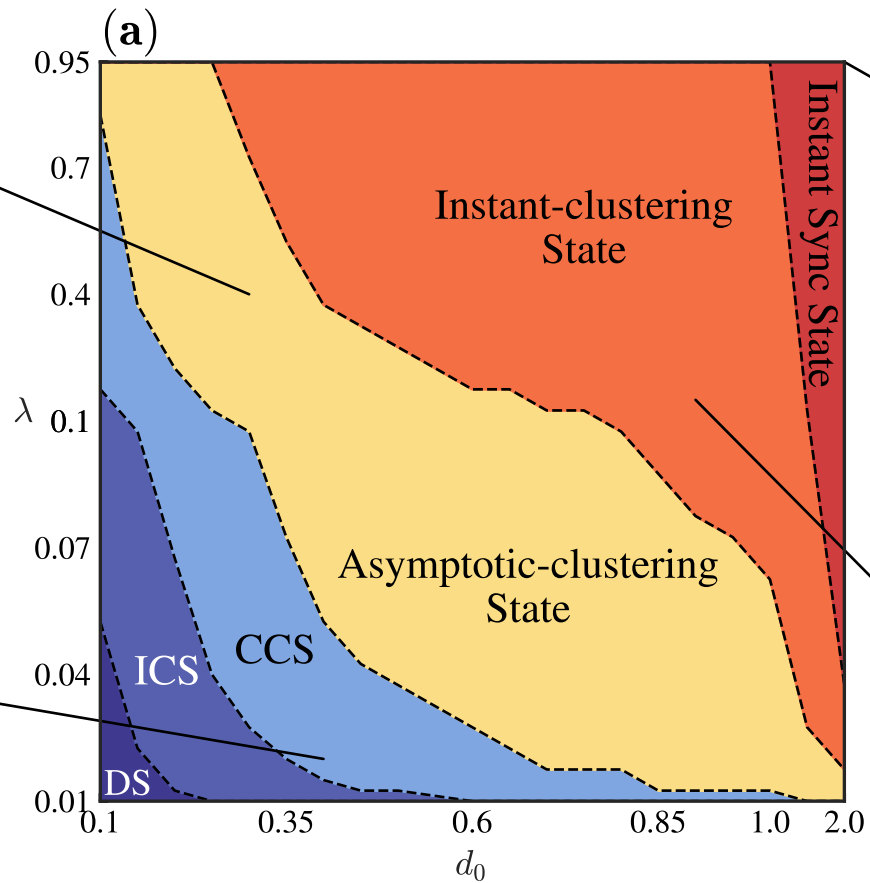 (a)
0.95
0.7
0.4
0.1
0.07
0.04
0.01
λ
Instant-clustering
State
Instant Sync State
Asymptotic-clustering
State
CCS
ICS
DS
0.1 0.35 0.6 0.85 1.0 2.0
d₀